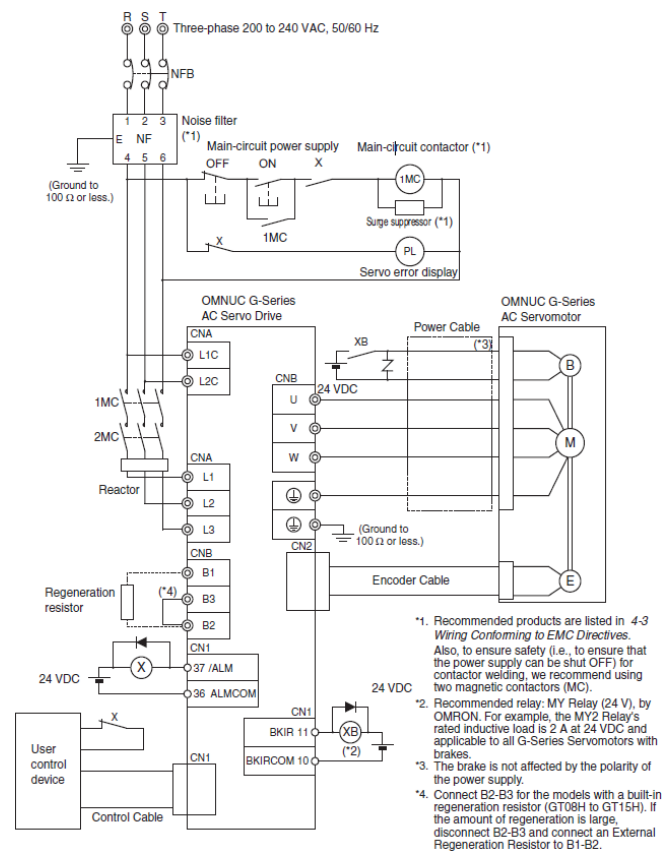 R S T
Three-phase 200 to 240 VAC, 50/60 Hz
NFB
1 2 3
Noise filter
(*1)
E NF
4 5 6
(Ground to
100 Ω or less.)
Main-circuit power supply
OFF ON X
Main-circuit contactor (*1)
1MC
Surge suppressor (*1)
1MC
X
PL
Servo error display
OMNUC G-Series
AC Servo Drive
OMNUC G-Series
AC Servomotor
CNA
L1C
L2C
XB
Power Cable
(*3)
B
24 VDC
CNB
U
V
W
M
1MC
2MC
Reactor
CNA
L1
L2
L3
(Ground to
100 Ω or less.)
CN2
Encoder Cable
E
CNB
B1
B3
B2
Regeneration
resistor
(*4)
CN1
X
37 /ALM
36 ALMCOM
24 VDC
24 VDC
CN1
BKIR 11
XB
(*2)
BKIRCOM 10
X
User
control
device
CN1
Control Cable
*1. Recommended products are listed in 4-3
Wiring Conforming to EMC Directives.
Also, to ensure safety (i.e., to ensure that
the power supply can be shut OFF) for
contactor welding, we recommend using
two magnetic contactors (MC).
*2. Recommended relay: MY Relay (24 V), by
OMRON. For example, the MY2 Relay's
rated inductive load is 2 A at 24 VDC and
applicable to all G-Series Servomotors with
brakes.
*3. The brake is not affected by the polarity of
the power supply.
*4. Connect B2-B3 for the models with a built-in
regeneration resistor (GT08H to GT15H). If
the amount of regeneration is large,
disconnect B2-B3 and connect an External
Regeneration Resistor to B1-B2.